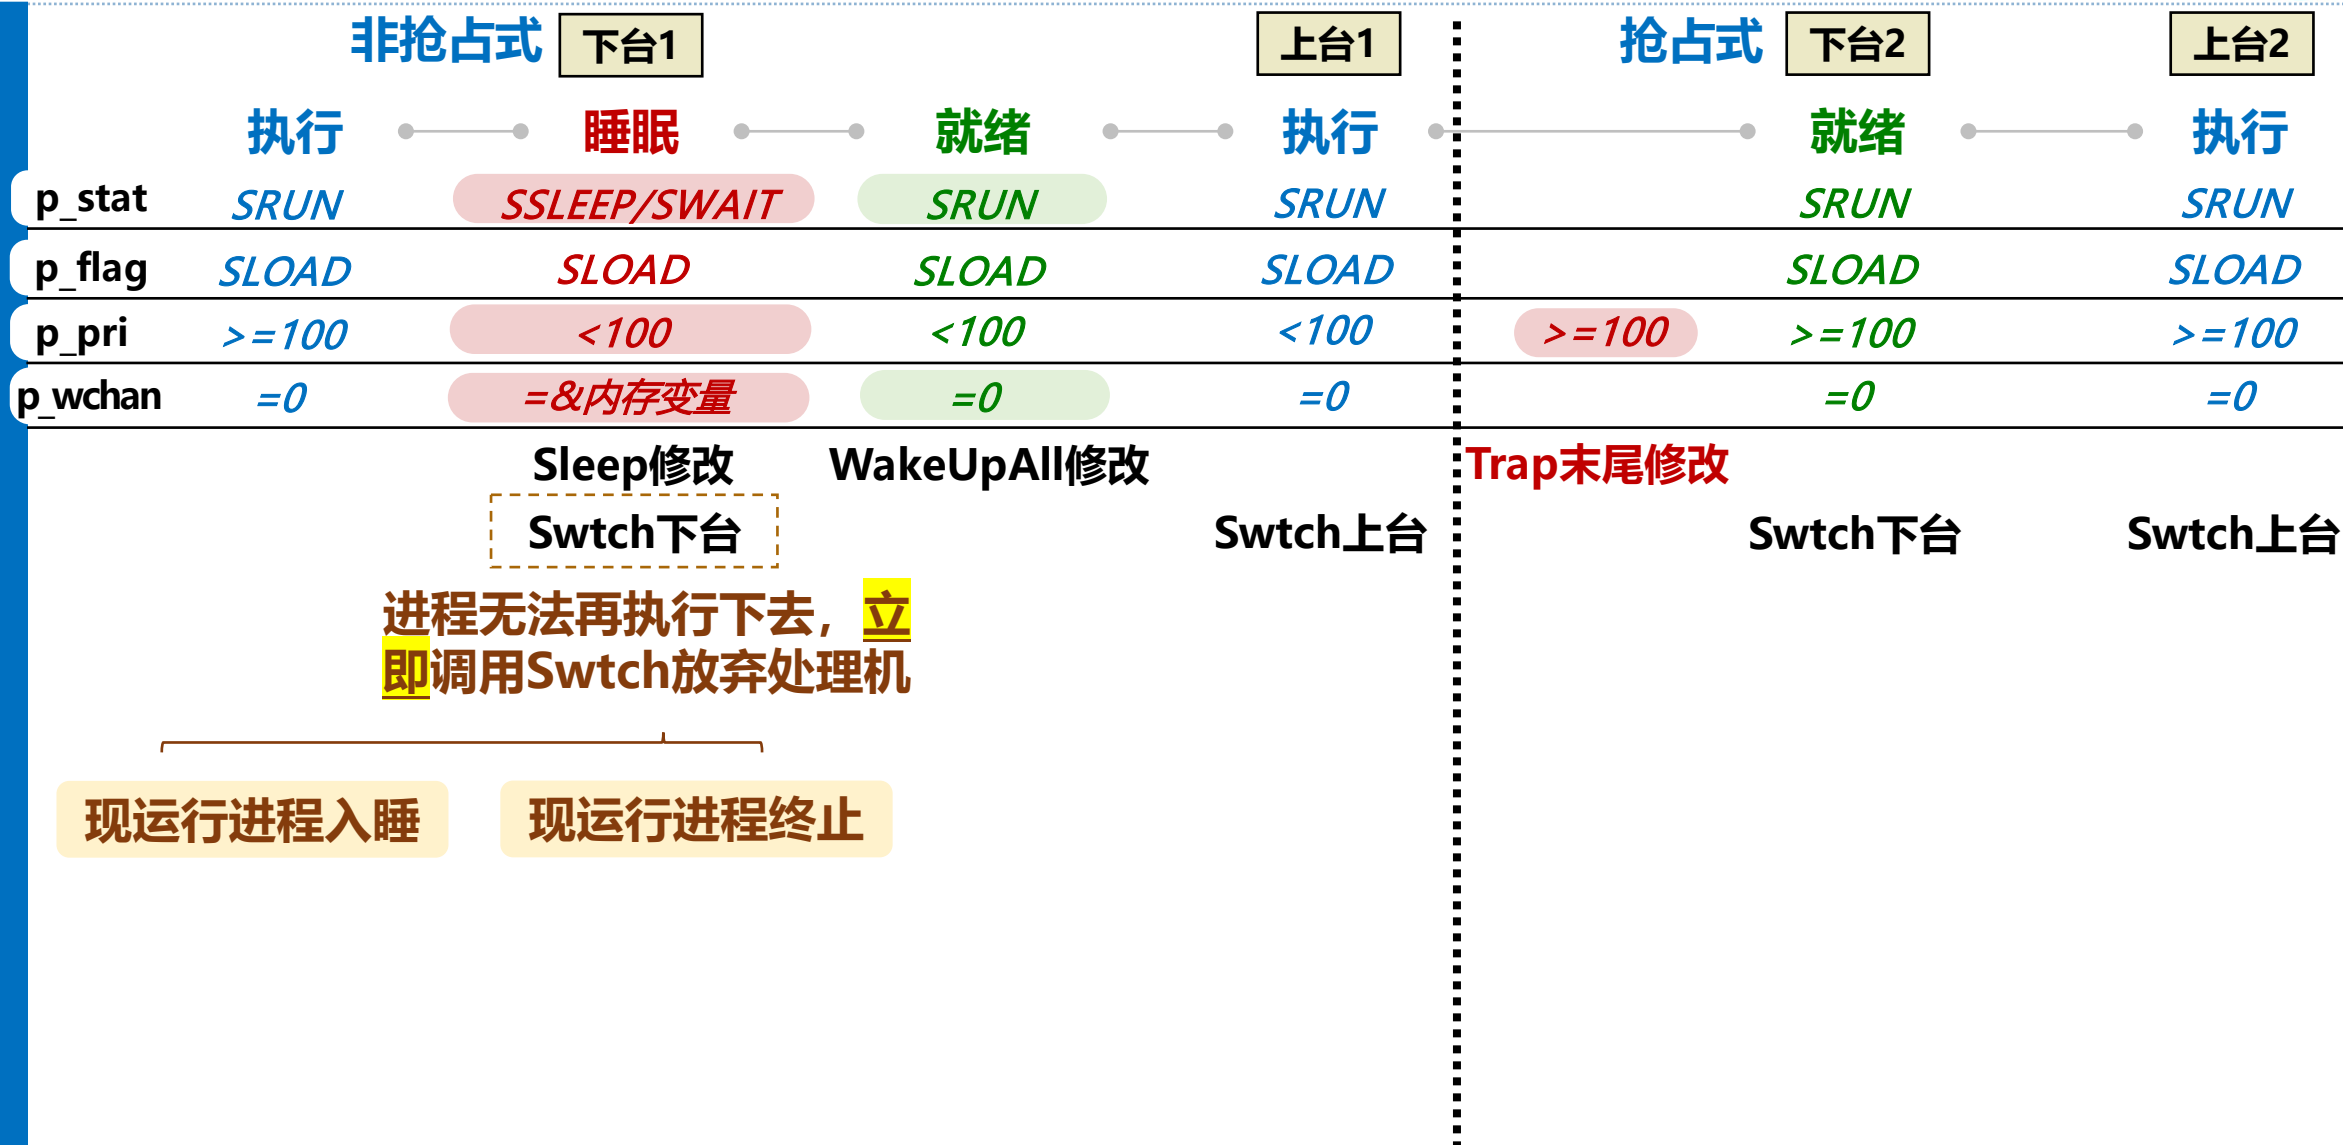 非抢占式 下台1 上台1 抢占式 下台2 上台2
执行 睡眠 就绪 执行 就绪 执行
p_stat SRUN SSLEEP/SWAIT SRUN SRUN SRUN SRUN
p_flag SLOAD SLOAD SLOAD SLOAD SLOAD SLOAD
p_pri >=100 <100 <100 <100 >=100 >=100 >=100
p_wchan =0 =&内存变量 =0 =0 =0 =0
Sleep修改 WakeUpAll修改 Trap末尾修改
Swtch下台 Swtch上台 Swtch下台 Swtch上台
进程无法再执行下去，立
即调用Swtch放弃处理机
现运行进程入睡 现运行进程终止